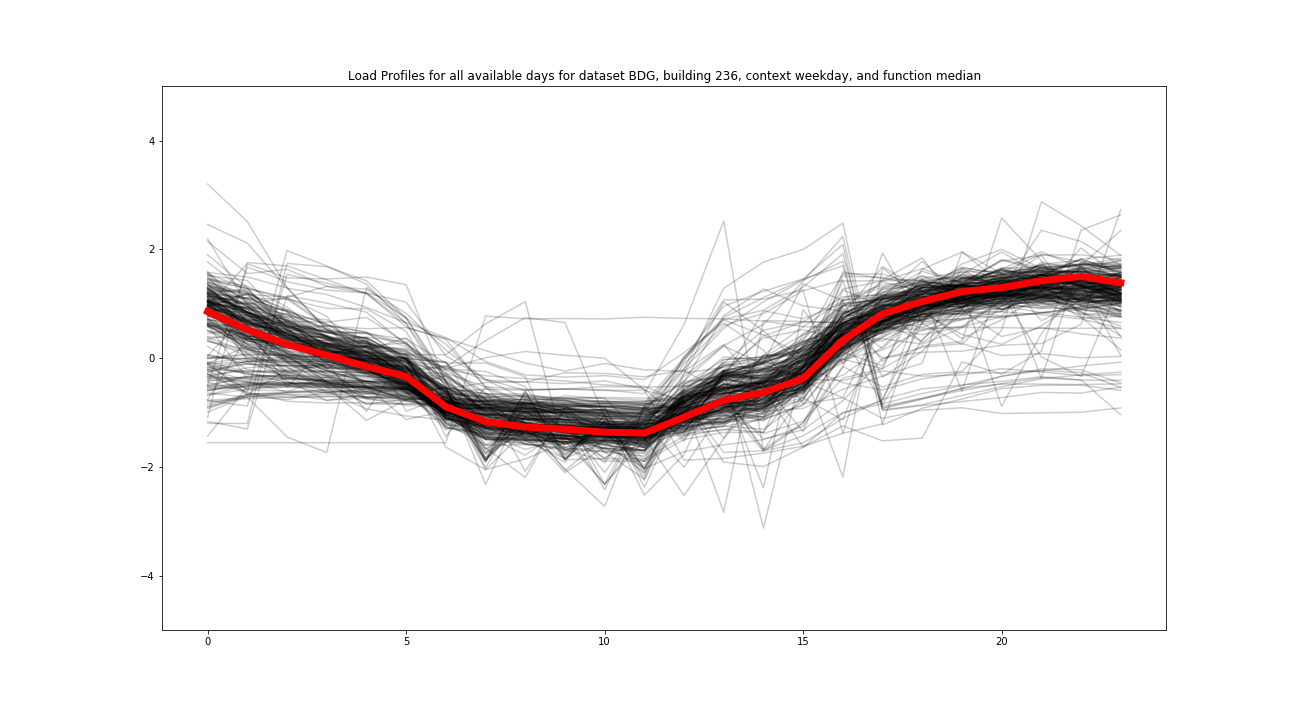 Load Profiles for all available days for dataset BDG, building 236, context weekday, and function median
4
2
0
−2
−4
0 5 10 15 20